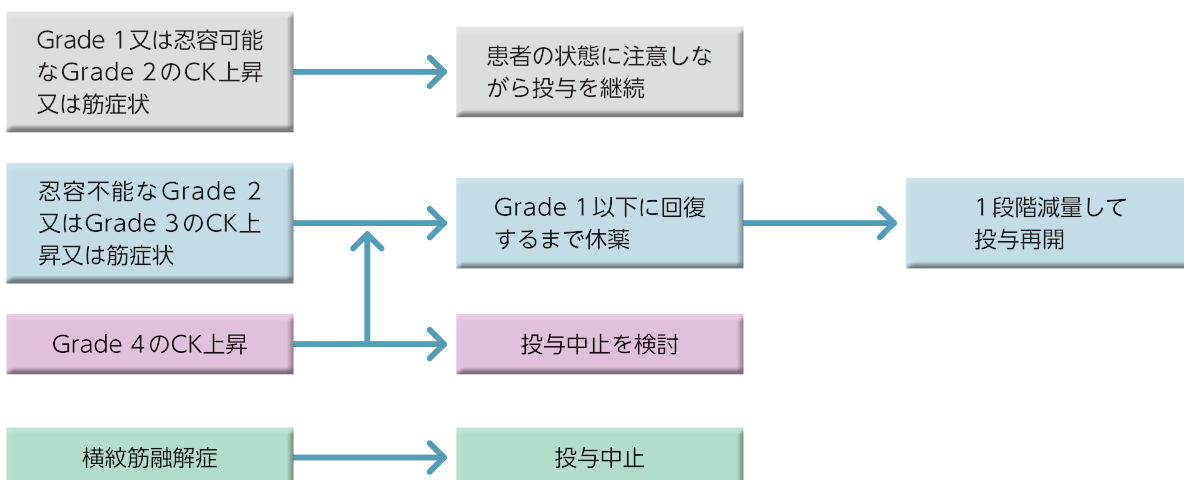 Grade 1又は忍容可能
なGrade 2のCK上昇
又は筋症状
患者の状態に注意しな
がら投与を継続
忍容不能なGrade 2
又はGrade 3のCK上
昇又は筋症状
Grade 1以下に回復
するまで休薬
1段階減量して
投与再開
Grade 4のCK上昇
投与中止を検討
横紋筋融解症
投与中止